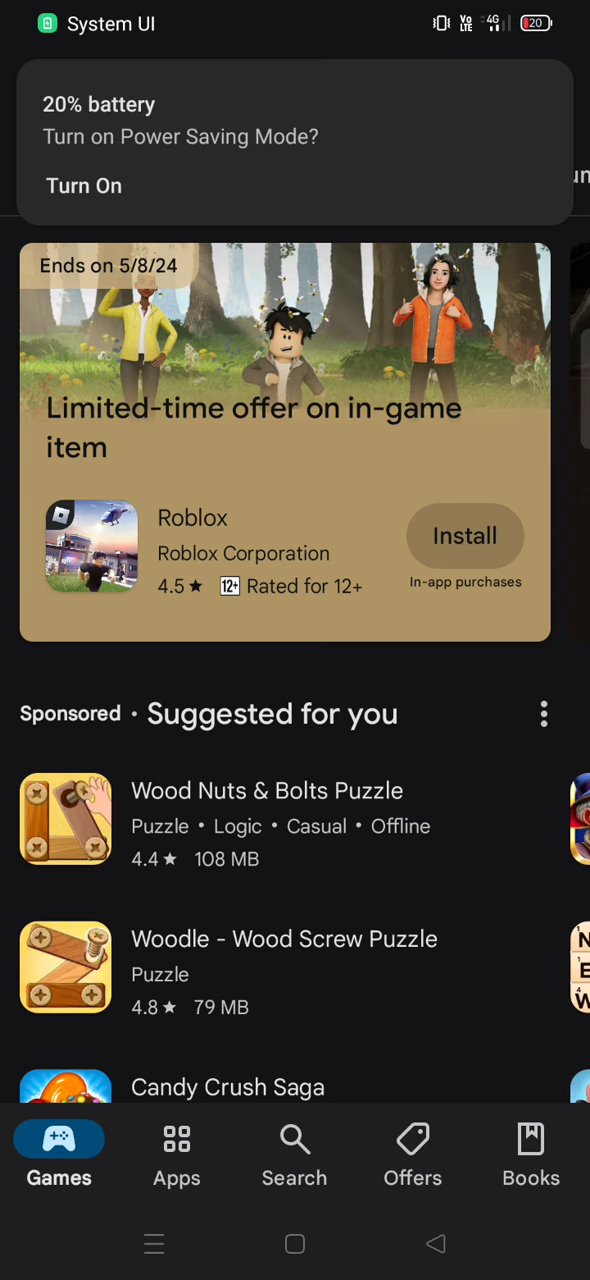 System UI
Vo LTE 4G 20
20% battery
Turn on Power Saving Mode?
Turn On
Ends on 5/8/24
Limited-time offer on in-game
item
Roblox
Roblox Corporation
4.5★ 12+ Rated for 12+
Install
In-app purchases
Sponsored • Suggested for you
Wood Nuts & Bolts Puzzle
Puzzle • Logic • Casual • Offline
4.4★ 108 MB
Woodle - Wood Screw Puzzle
Puzzle
4.8★ 79 MB
Candy Crush Saga
Games Apps Search Offers Books